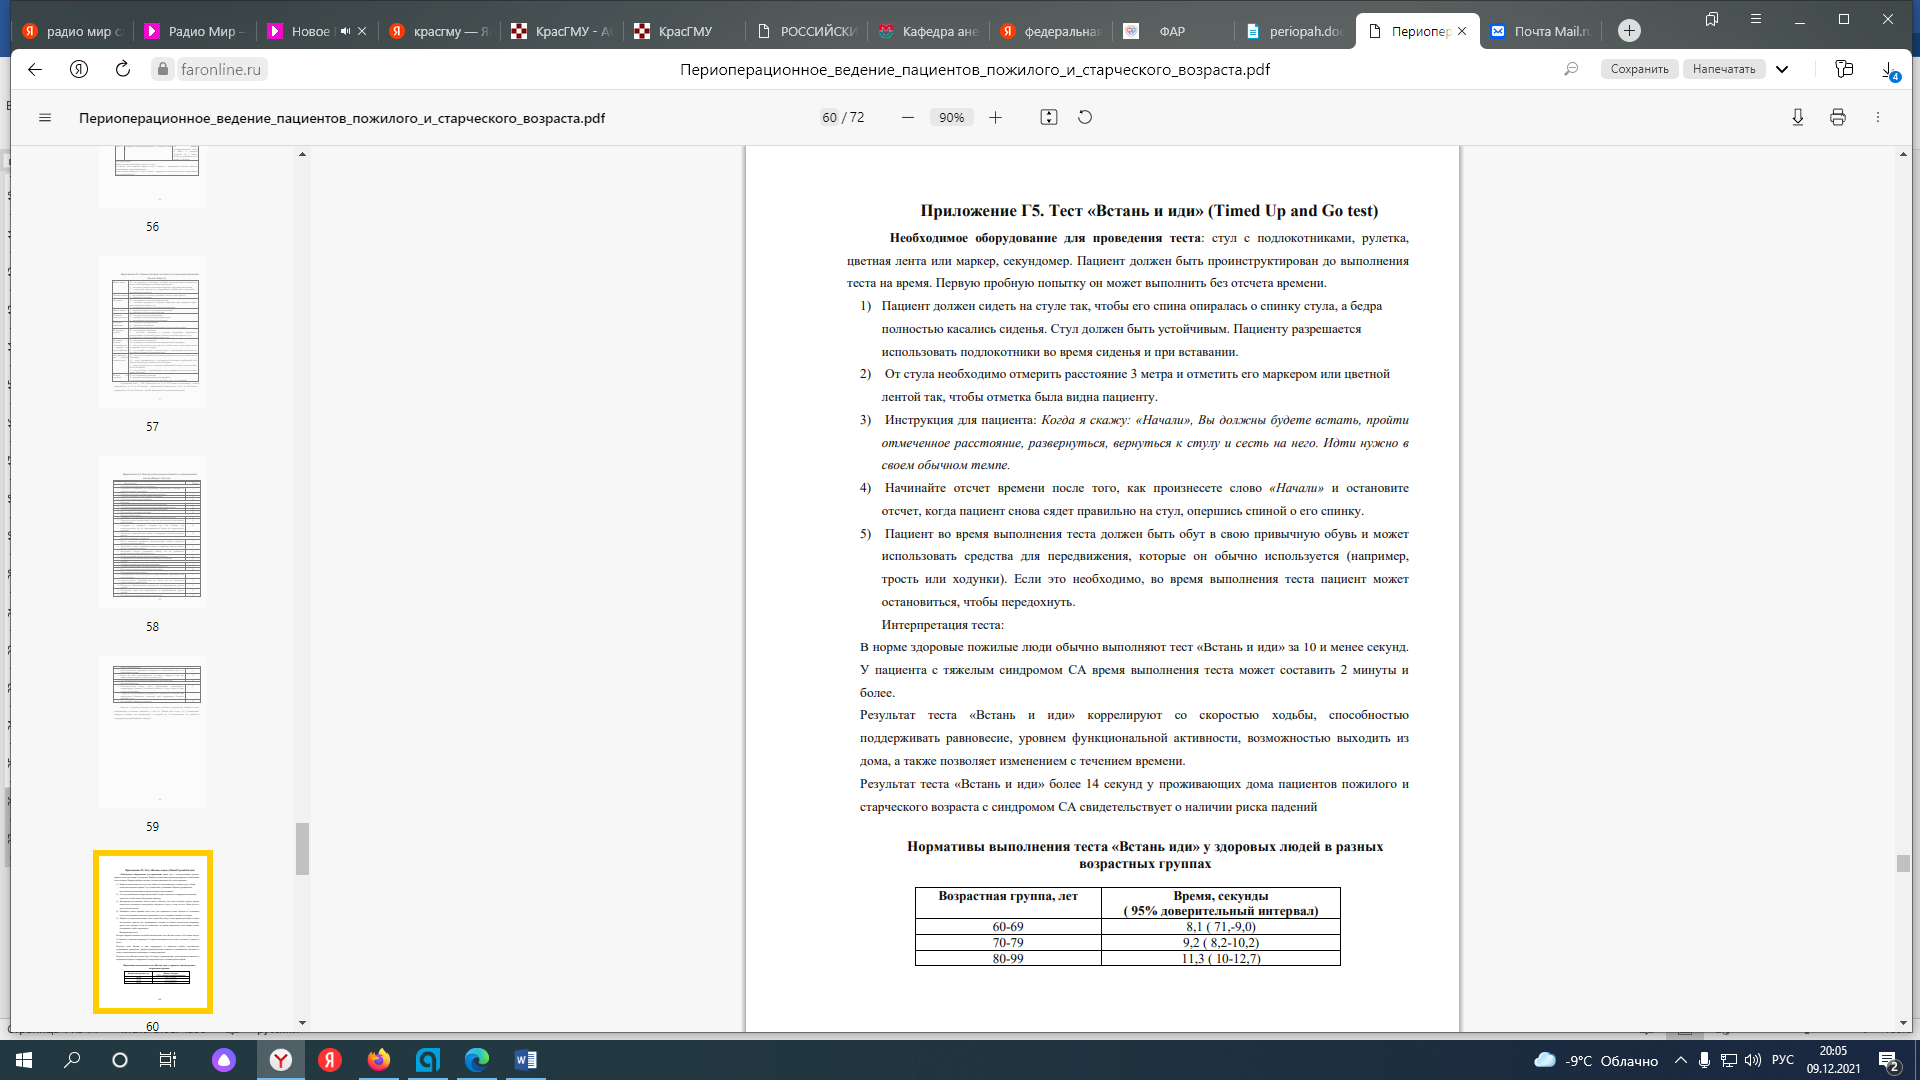 радио мир с
Радио Мир –
Новое
красгму — Я
КрасГМУ - А
КрасГМУ
РОССИЙСКИ
Кафедра ане
федеральная
ФАР
periopah.doc
Периопер
Почта Mail.ru
faronline.ru
Периоперационное_ведение_пациентов_пожилого_и_старческого_возраста.pdf
Сохранить
Напечатать
4
Периоперационное_ведение_пациентов_пожилого_и_старческого_возраста.pdf
60 / 72
90%
56
57
58
59
60
Приложение Г5. Тест «Встань и иди» (Timed Up and Go test)
Необходимое оборудование для проведения теста: стул с подлокотниками, рулетка,
цветная лента или маркер, секундомер. Пациент должен быть проинструктирован до выполнения
теста на время. Первую пробную попытку он может выполнить без отсчета времени.
1) Пациент должен сидеть на стуле так, чтобы его спина опиралась о спинку стула, а бедра
полностью касались сиденья. Стул должен быть устойчивым. Пациенту разрешается
использовать подлокотники во время сиденья и при вставании.
2) От стула необходимо отмерить расстояние 3 метра и отметить его маркером или цветной
лентой так, чтобы отметка была видна пациенту.
3) Инструкция для пациента: Когда я скажу: «Начали», Вы должны будете встать, пройти
отмеченное расстояние, развернуться, вернуться к стулу и сесть на него. Идти нужно в
своем обычном темпе.
4) Начинайте отсчет времени после того, как произнесете слово «Начали» и остановите
отсчет, когда пациент снова сядет правильно на стул, опершись спиной о его спинку.
5) Пациент во время выполнения теста должен быть обут в свою привычную обувь и может
использовать средства для передвижения, которые он обычно используется (например,
трость или ходунки). Если это необходимо, во время выполнения теста пациент может
остановиться, чтобы передохнуть.
Интерпретация теста:
В норме здоровые пожилые люди обычно выполняют тест «Встань и иди» за 10 и менее секунд.
У пациента с тяжелым синдромом СА время выполнения теста может составить 2 минуты и
более.
Результат теста «Встань и иди» коррелируют со скоростью ходьбы, способностью
поддерживать равновесие, уровнем функциональной активности, возможностью выходить из
дома, а также позволяет изменением с течением времени.
Результат теста «Встань и иди» более 14 секунд у проживающих дома пациентов пожилого и
старческого возраста с синдромом СА свидетельствует о наличии риска падений
Нормативы выполнения теста «Встань иди» у здоровых людей в разных
возрастных группах
Возрастная группа, лет
Время, секунды
( 95% доверительный интервал)
60-69 8,1 ( 71,-9,0)
70-79 9,2 ( 8,2-10,2)
80-99 11,3 ( 10-12,7)
-9°C Облачно
РУС
20:05
09.12.2021
2